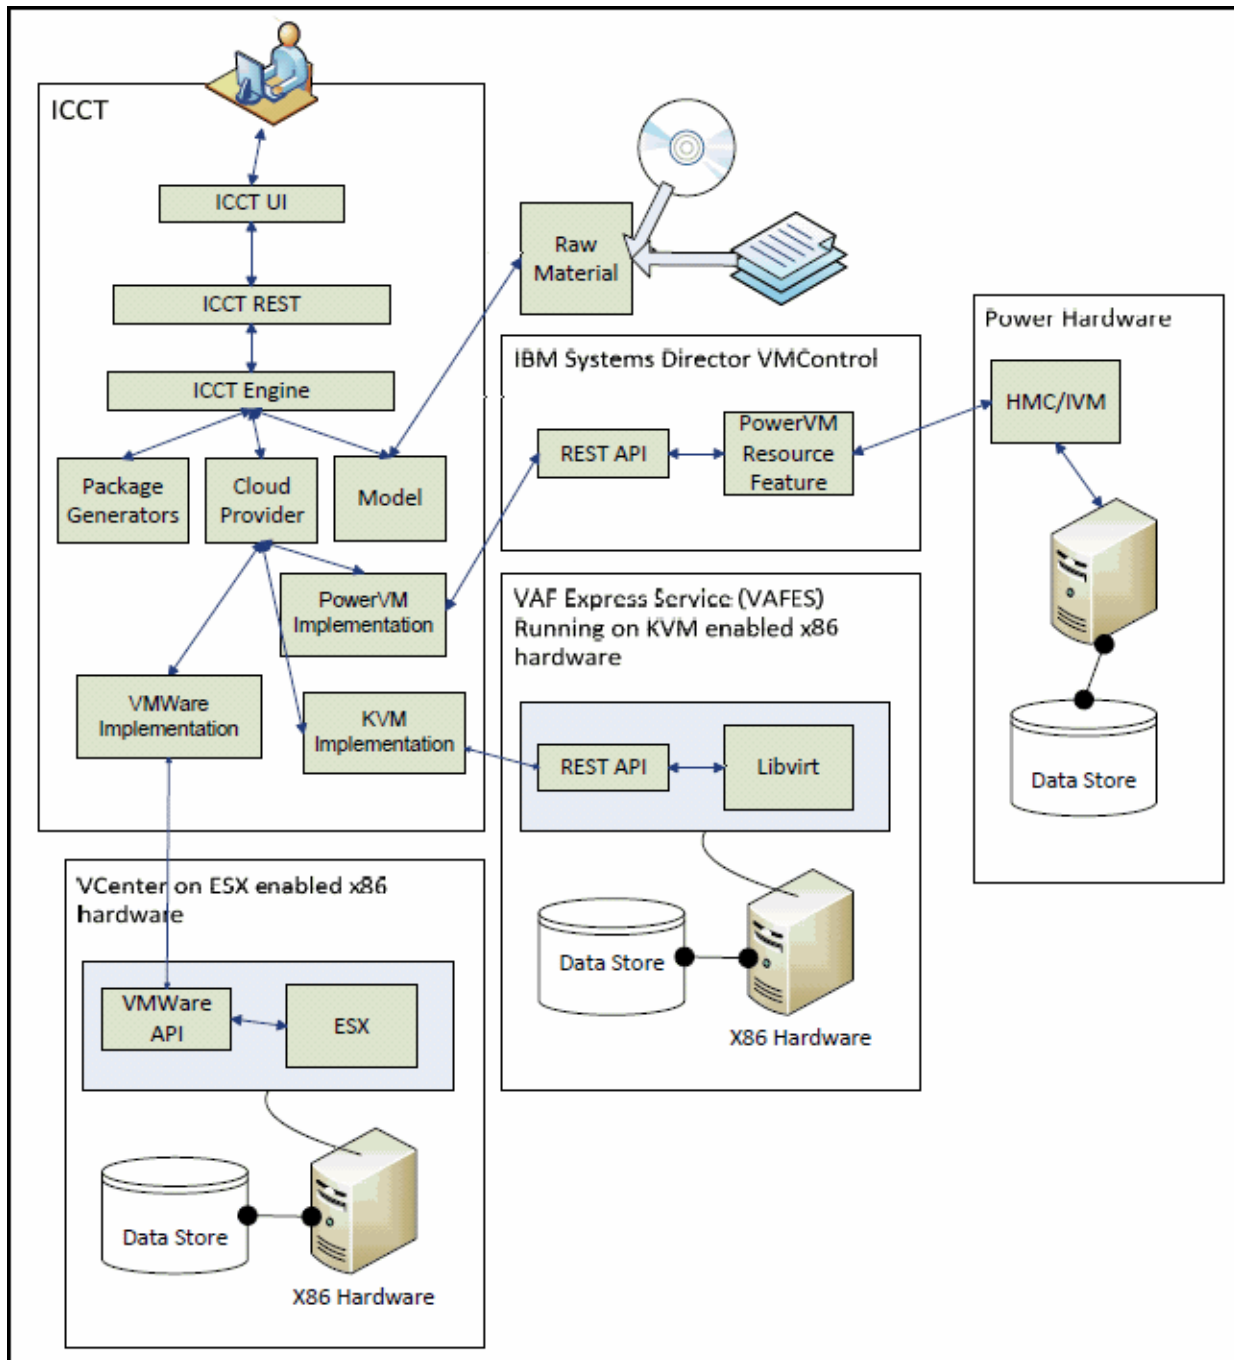 ICCT
ICCT UI
ICCT REST
ICCT Engine
Package
Generators
Cloud
Provider
Model
PowerVM
Implementation
VMWare
Implementation
KVM
Implementation
Raw
Material
IBM Systems Director VMControl
REST API
PowerVM
Resource
Feature
Power Hardware
HMC/IVM
Data Store
VAF Express Service (VAFES)
Running on KVM enabled x86
hardware
REST API
Libvirt
Data Store
X86 Hardware
VCenter on ESX enabled x86
hardware
VMWare
API
ESX
Data Store
X86 Hardware